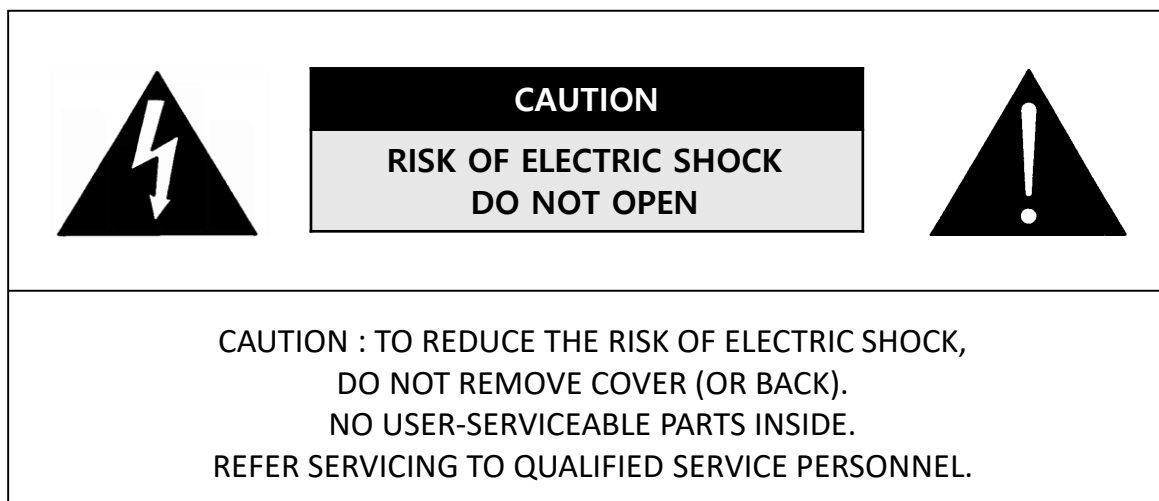 CAUTION
RISK OF ELECTRIC SHOCK
DO NOT OPEN
CAUTION : TO REDUCE THE RISK OF ELECTRIC SHOCK,
DO NOT REMOVE COVER (OR BACK).
NO USER-SERVICEABLE PARTS INSIDE.
REFER SERVICING TO QUALIFIED SERVICE PERSONNEL.